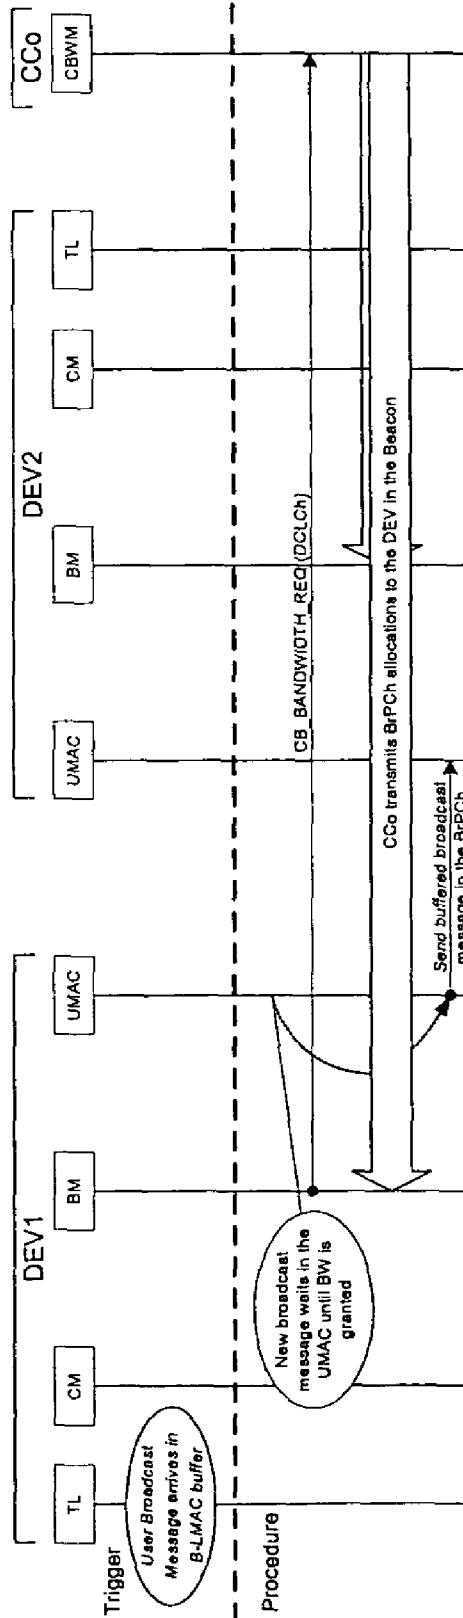 DEV1
DEV2
CCo
TL
CM
BM
UMAC
UMAC
BM
CM
TL
CBWM
Trigger
User Broadcast
Message arrives in
B-LMAC buffer
Procedure
New broadcast
message waits in the
UMAC until BW is
granted
CB_BANDWIDTH_REQ (DCLCh)
CCo transmits BrPCh allocations to the DEV in the Beacon
Send buffered broadcast
message in the BrPCh